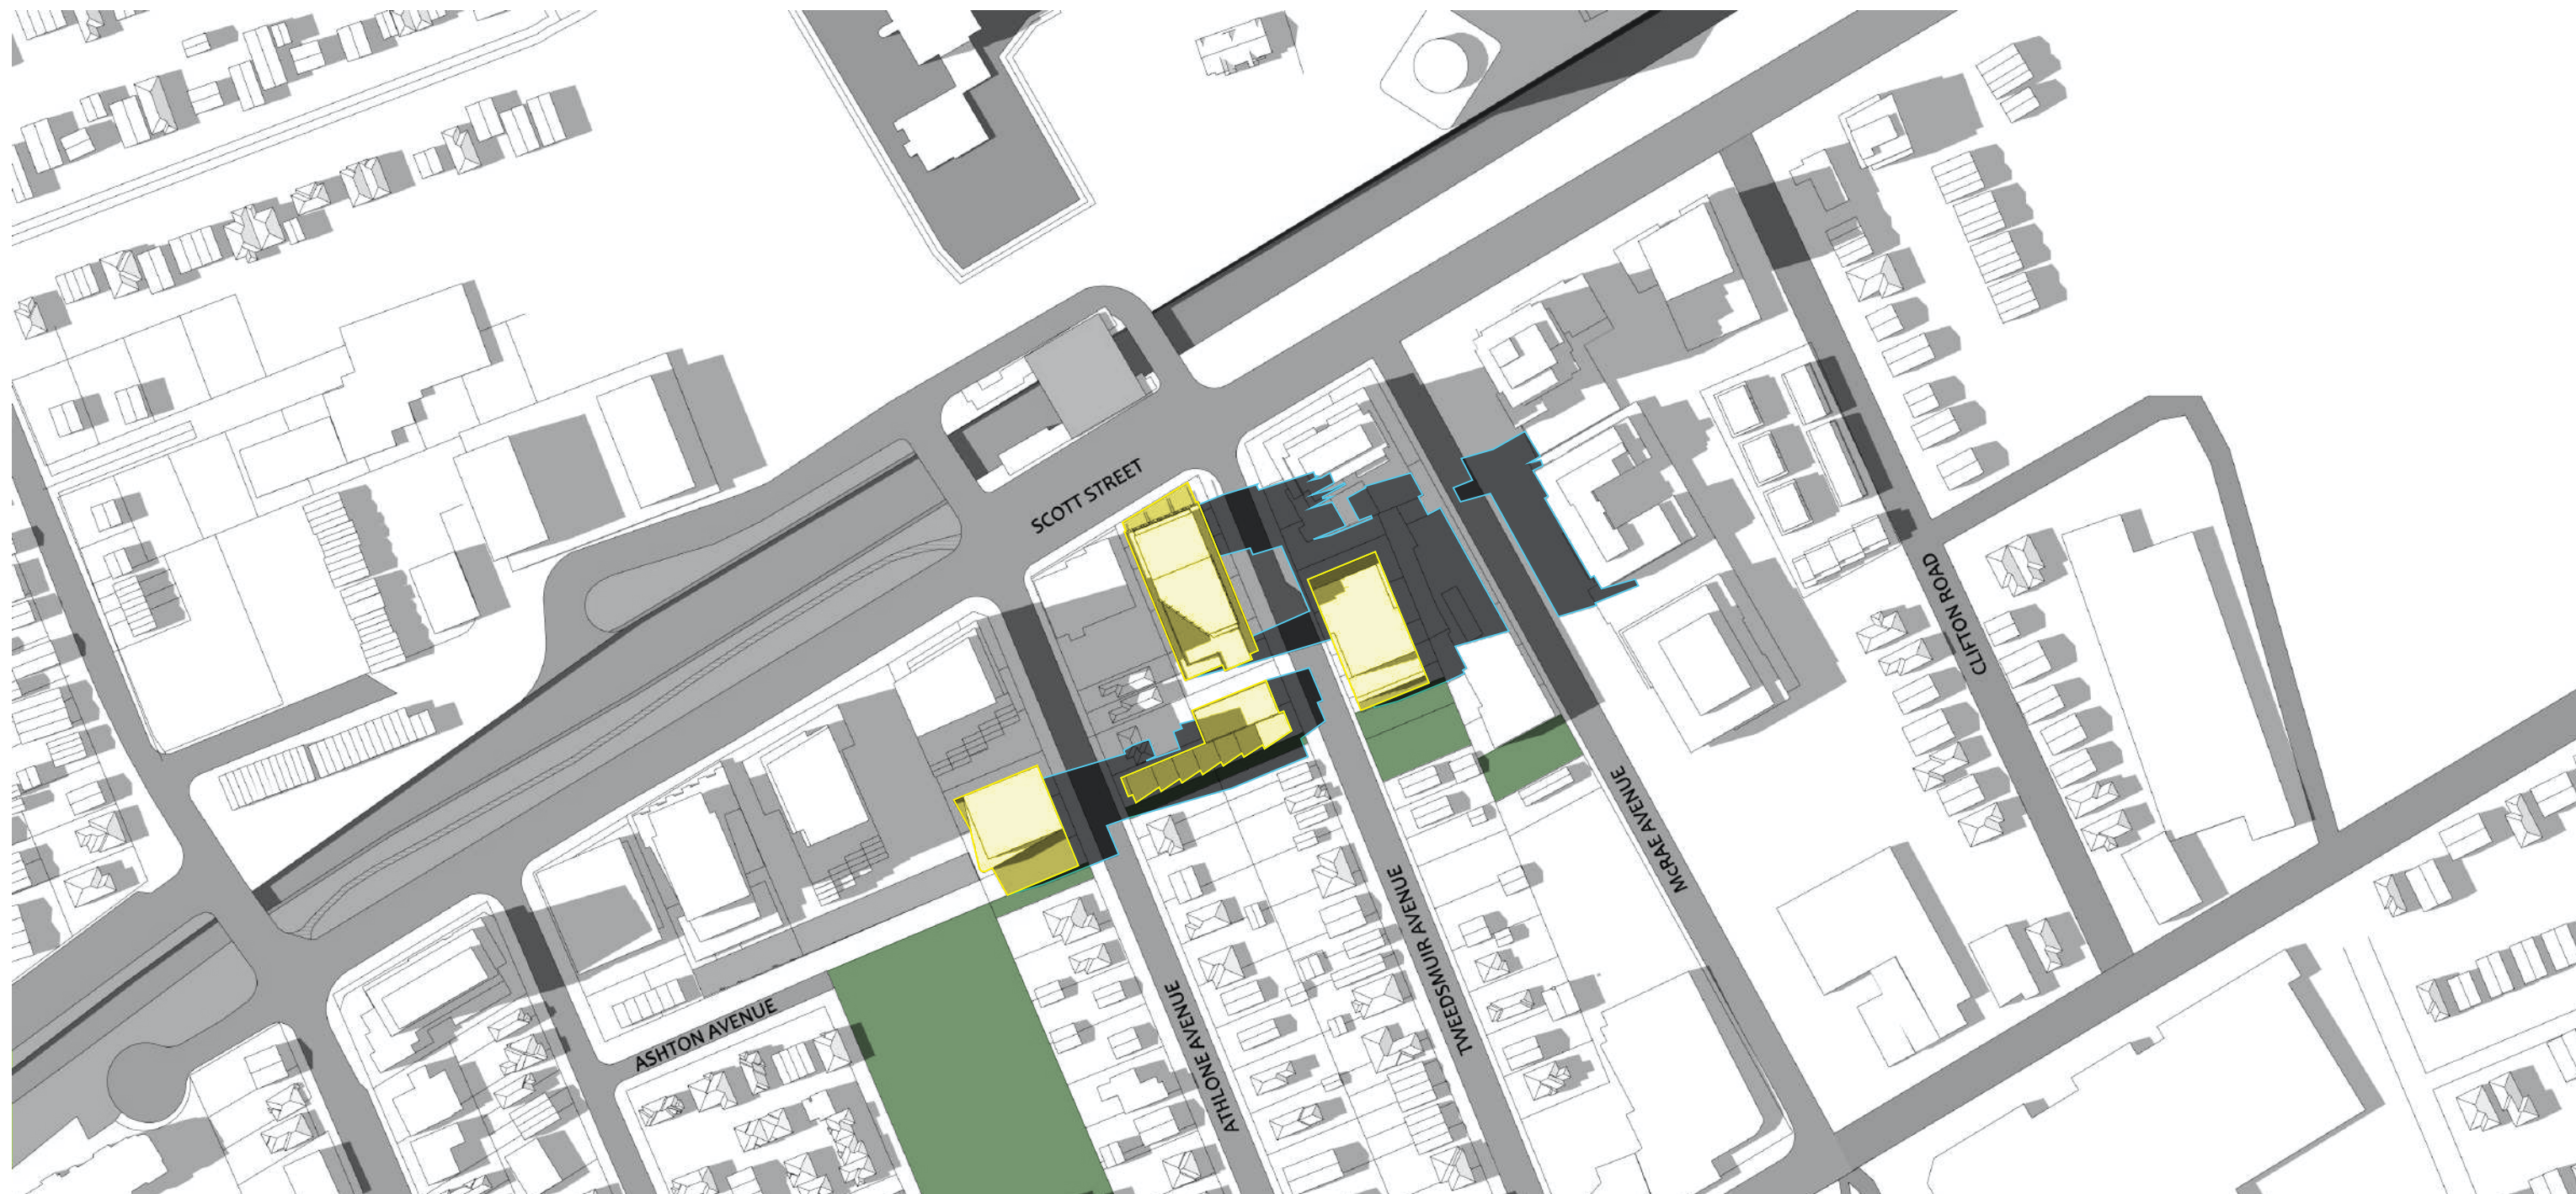 SCOTT STREET
CLIFTON ROAD
McRAE AVENUE
TWEEDSMUIR AVENUE
ATHLONE AVENUE
ASHTON AVENUE